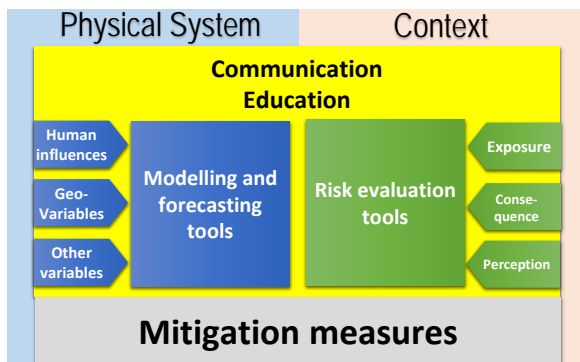 Physical System
Context
Communication
Education
Human
influences
Geo-
Variables
Other
variables
Modelling and
forecasting
tools
Risk evaluation
tools
Exposure
Conse-
quence
Perception
Mitigation measures